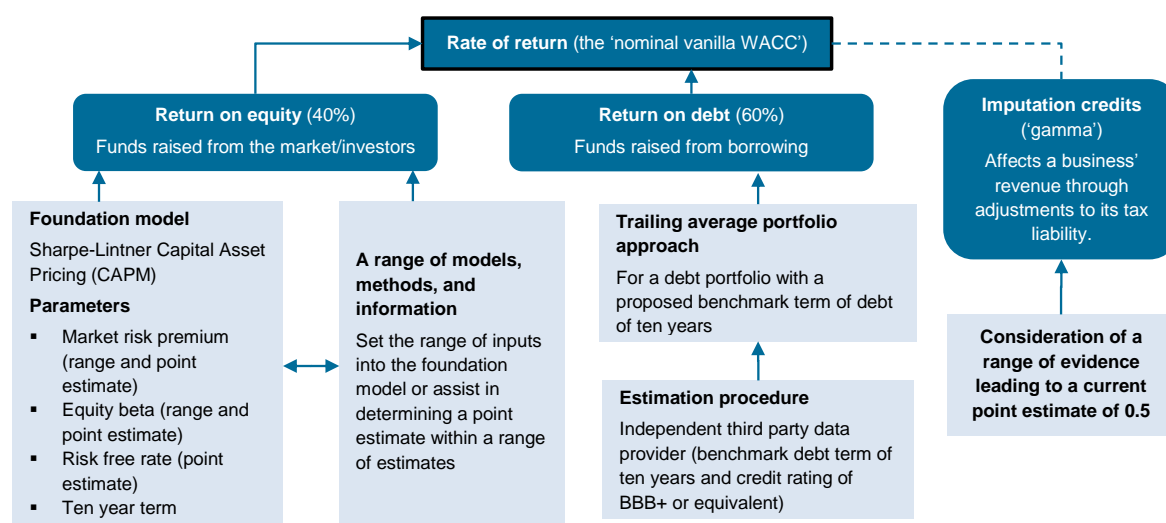 Rate of return (the ‘nominal vanilla WACC’)
Return on equity (40%)
Funds raised from the market/investors
Return on debt (60%)
Funds raised from borrowing
Imputation credits
(‘gamma’)
Affects a business’
revenue through
adjustments to its tax
liability.
Foundation model
Sharpe-Lintner Capital Asset
Pricing (CAPM)
Parameters
▪ Market risk premium
(range and point
estimate)
▪ Equity beta (range and
point estimate)
▪ Risk free rate (point
estimate)
▪ Ten year term
A range of models,
methods, and
information
Set the range of inputs
into the foundation
model or assist in
determining a point
estimate within a range
of estimates
Trailing average portfolio
approach
For a debt portfolio with a
proposed benchmark term of debt
of ten years
Estimation procedure
Independent third party data
provider (benchmark debt term of
ten years and credit rating of
BBB+ or equivalent)
Consideration of a
range of evidence
leading to a current
point estimate of 0.5